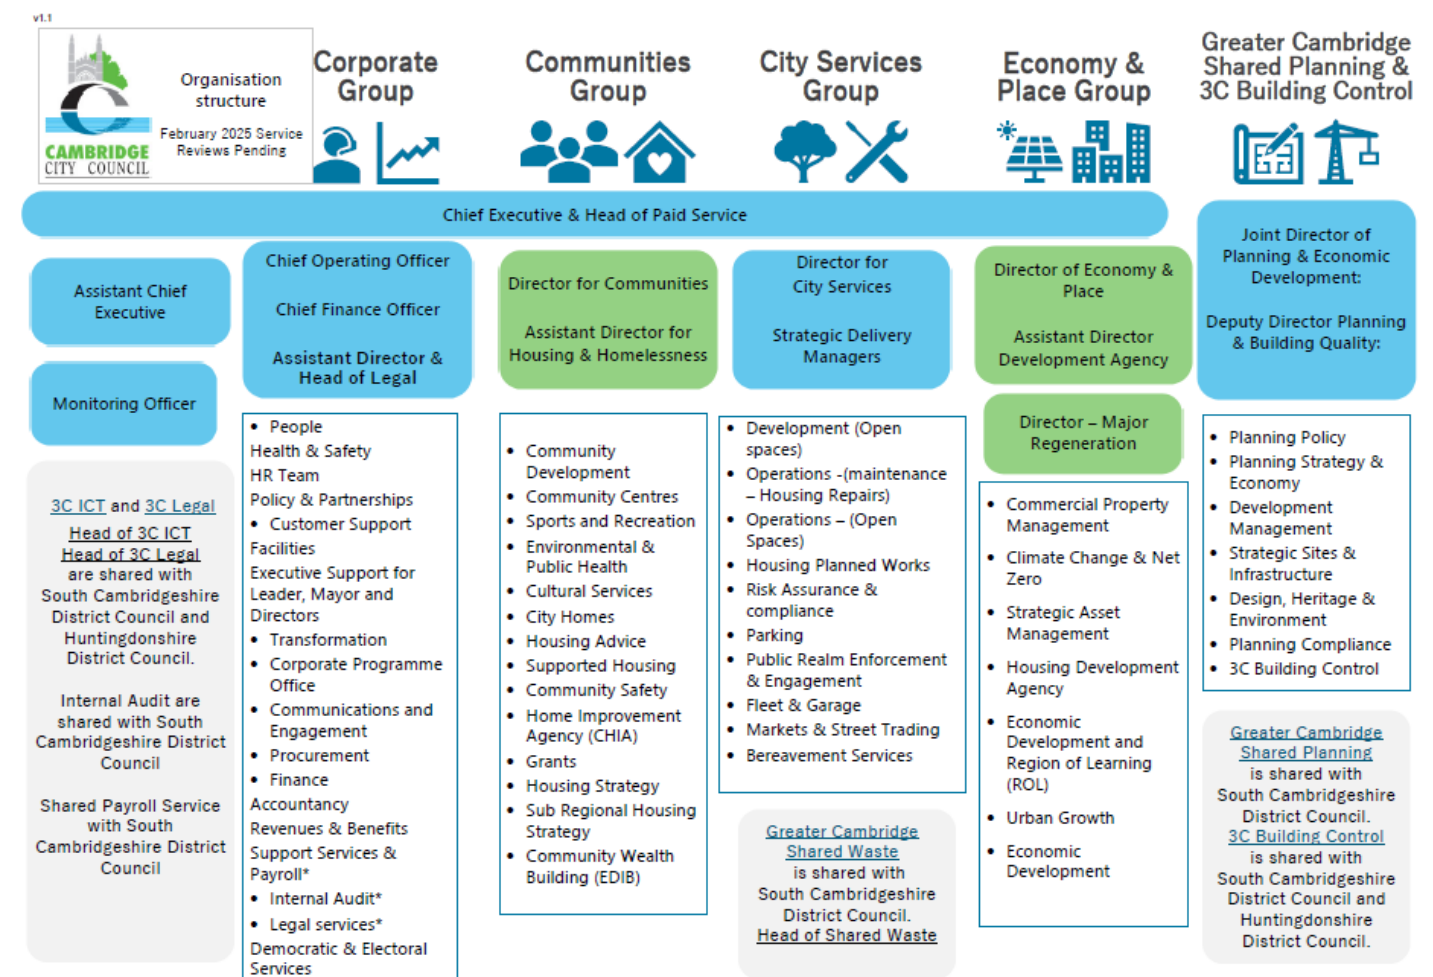 v1.1
CAMBRIDGE
CITY COUNCIL
Organisation
structure
February 2025 Service
Reviews Pending
Corporate
Group
Communities
Group
City Services
Group
Economy &
Place Group
Greater Cambridge
Shared Planning &
3C Building Control
Chief Executive & Head of Paid Service
Assistant Chief
Executive
Monitoring Officer
3C ICT and 3C Legal
Head of 3C ICT
Head of 3C Legal
are shared with
South Cambridgeshire
District Council and
Huntingdonshire
District Council.
Internal Audit are
shared with South
Cambridgeshire District
Council
Shared Payroll Service
with South
Cambridgeshire District
Council
Chief Operating Officer
Chief Finance Officer
Assistant Director &
Head of Legal
• People
Health & Safety
HR Team
Policy & Partnerships
• Customer Support
Facilities
Executive Support for
Leader, Mayor and
Directors
• Transformation
• Corporate Programme
Office
• Communications and
Engagement
• Procurement
• Finance
Accountancy
Revenues & Benefits
Support Services &
Payroll*
• Internal Audit*
• Legal services*
Democratic & Electoral
Services
Director for Communities
Assistant Director for
Housing & Homelessness
• Community
Development
• Community Centres
• Sports and Recreation
• Environmental &
Public Health
• Cultural Services
• City Homes
• Housing Advice
• Supported Housing
• Community Safety
• Home Improvement
Agency (CHIA)
• Grants
• Housing Strategy
• Sub Regional Housing
Strategy
• Community Wealth
Building (EDIB)
Director for
City Services
Strategic Delivery
Managers
• Development (Open
spaces)
• Operations -(maintenance
– Housing Repairs)
• Operations – (Open
Spaces)
• Housing Planned Works
• Risk Assurance &
compliance
• Parking
• Public Realm Enforcement
& Engagement
• Fleet & Garage
• Markets & Street Trading
• Bereavement Services
Greater Cambridge
Shared Waste
is shared with
South Cambridgeshire
District Council.
Head of Shared Waste
Director of Economy &
Place
Assistant Director
Development Agency
Director – Major
Regeneration
• Commercial Property
Management
• Climate Change & Net
Zero
• Strategic Asset
Management
• Housing Development
Agency
• Economic
Development and
Region of Learning
(ROL)
• Urban Growth
• Economic
Development
Joint Director of
Planning & Economic
Development:
Deputy Director Planning
& Building Quality:
• Planning Policy
• Planning Strategy &
Economy
• Development
Management
• Strategic Sites &
Infrastructure
• Design, Heritage &
Environment
• Planning Compliance
• 3C Building Control
Greater Cambridge
Shared Planning
is shared with
South Cambridgeshire
District Council.
3C Building Control
is shared with
South Cambridgeshire
District Council and
Huntingdonshire
District Council.